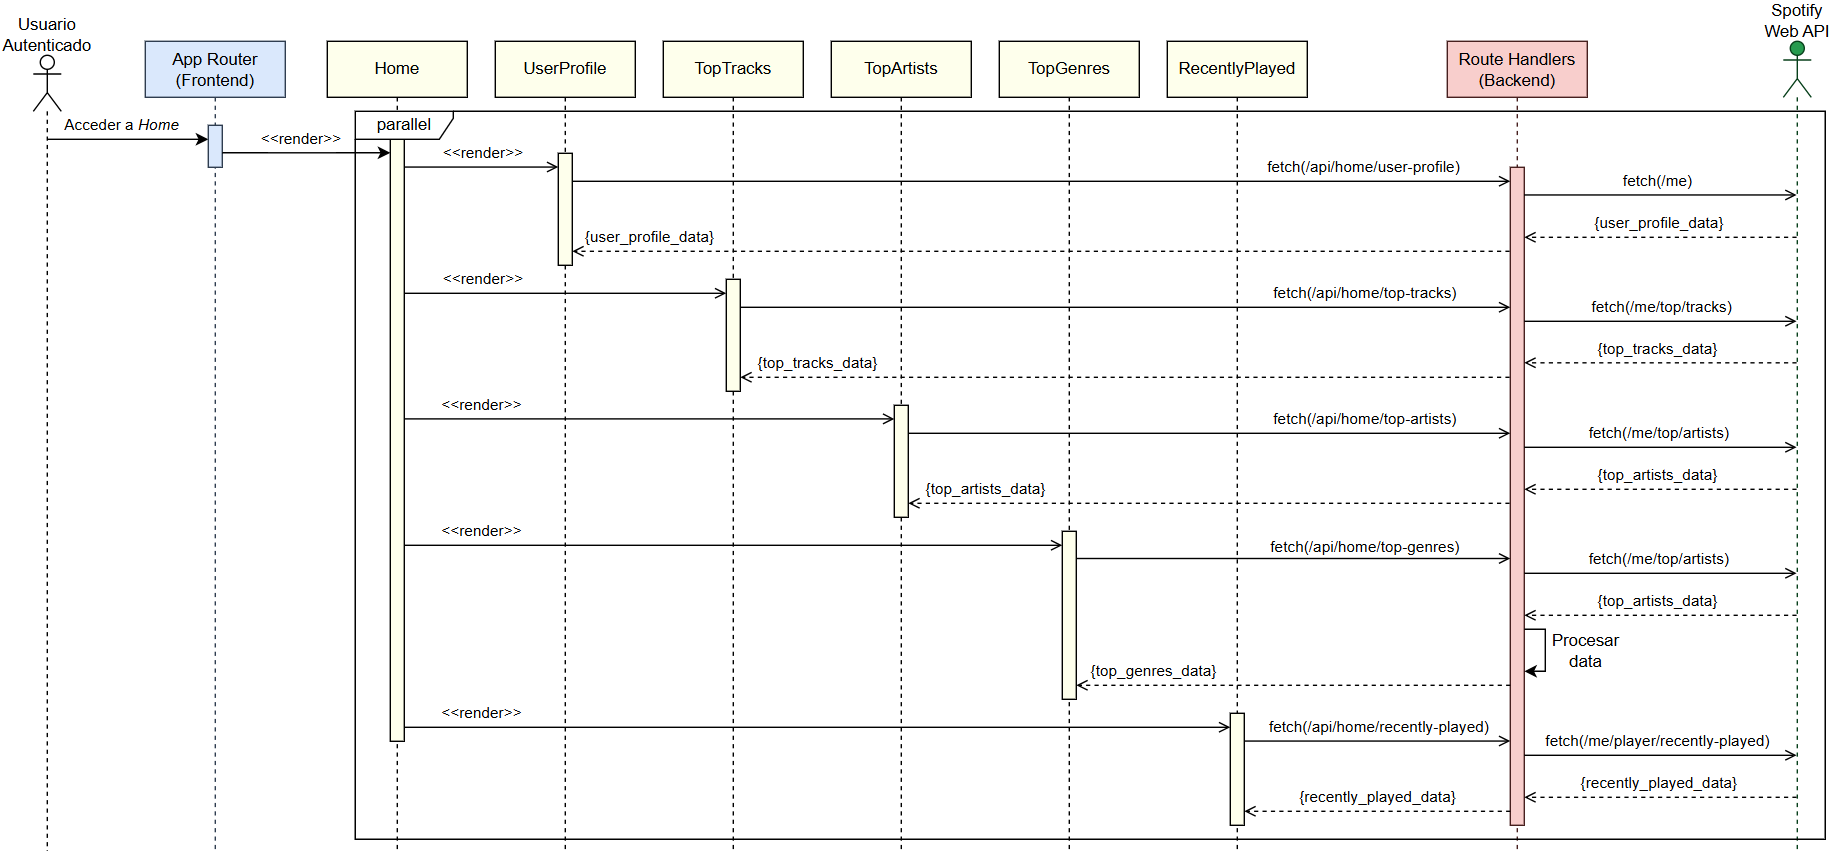 Usuario
Autenticado
App Router
(Frontend)
Home
UserProfile
TopTracks
TopArtists
TopGenres
RecentlyPlayed
Route Handlers
(Backend)
Spotify
Web API
parallel
Acceder a Home
<<render>>
<<render>>
fetch(/api/home/user-profile)
fetch(/me)
{user_profile_data}
{user_profile_data}
<<render>>
fetch(/api/home/top-tracks)
fetch(/me/top/tracks)
{top_tracks_data}
{top_tracks_data}
<<render>>
fetch(/api/home/top-artists)
fetch(/me/top/artists)
{top_artists_data}
{top_artists_data}
<<render>>
fetch(/api/home/top-genres)
fetch(/me/top/artists)
{top_artists_data}
Procesar
data
{top_genres_data}
<<render>>
fetch(/api/home/recently-played)
fetch(/me/player/recently-played)
{recently_played_data}
{recently_played_data}